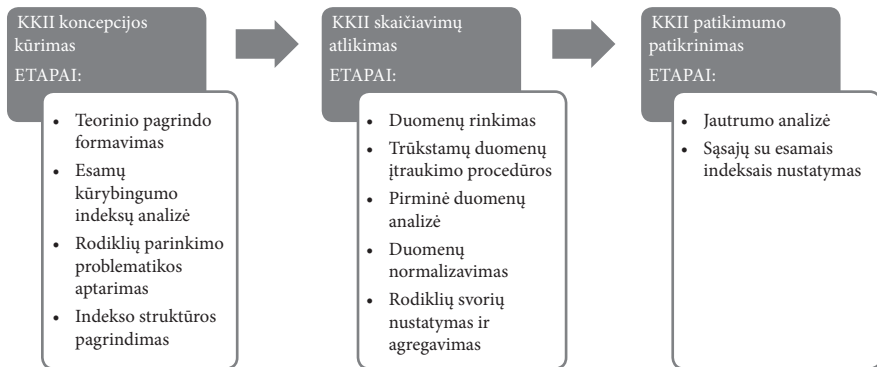 KKII koncepcijos
kūrimas
ETAPAI:
• Teorinio pagrindo
formavimas
• Esamų
kūrybingumo
indeksų analizė
• Rodiklių parinkimo
problematikos
aptarimas
• Indekso struktūros
pagrindimas
KKII skaičiavimų
atlikimas
ETAPAI:
• Duomenų rinkimas
• Trūkstamų duomenų
įtraukimo procedūros
• Pirminė duomenų
analizė
• Duomenų
normalizavimas
• Rodiklių svorių
nustatymas ir
agregavimas
KKII patikimumo
patikrinimas
ETAPAI:
• Jautrumo analizė
• Sąsajų su esamais
indeksais nustatymas